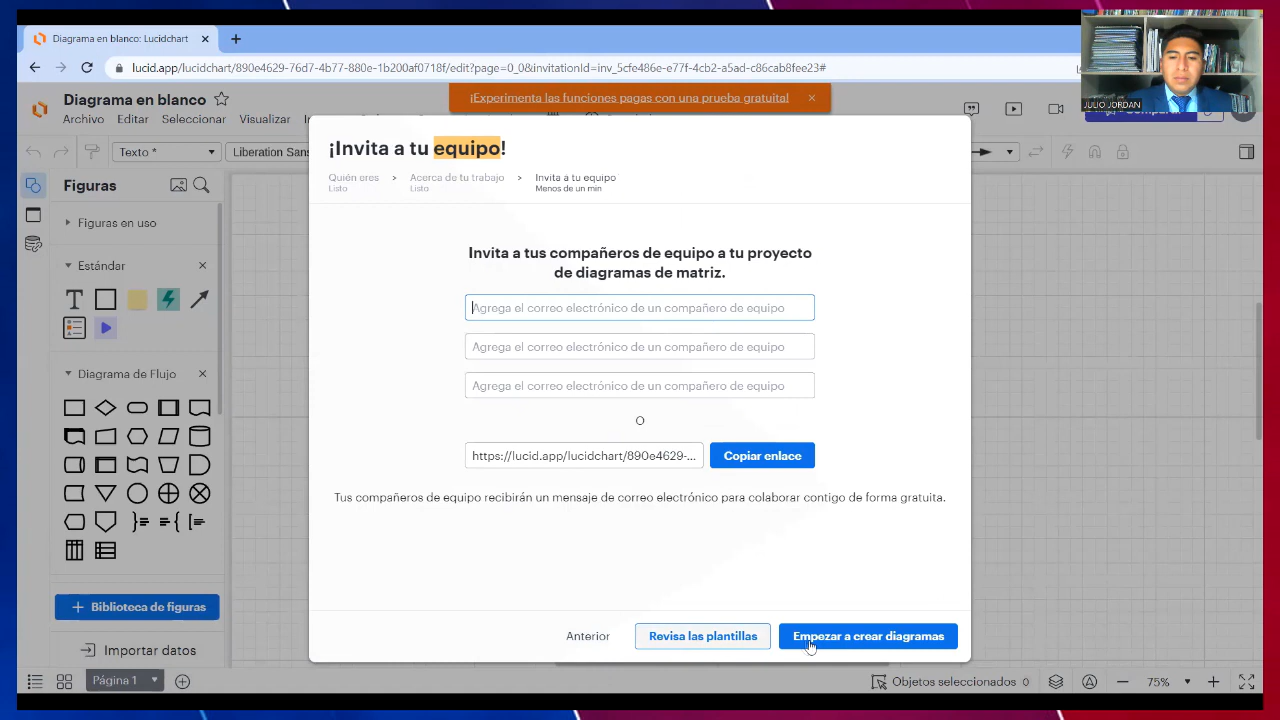 Diagrama en blanco: Lucidchart
lucid.app/lucidchart/890e4629-76d7-4b77-880e-1b
/edit?page=0_0&invitationId=inv_5cfe486e-e77f-4cb2-a5ad-c86cab8fee23#
JULIO JORDAN
Diagrama en blanco
¡Experimenta las funciones pagas con una prueba gratuita!
Archivo Editar Seleccionar Visualizar
Texto
Liberation Sans
Figuras
Figuras en uso
Estándar
Diagrama de Flujo
Biblioteca de figuras
Importar datos
¡Invita a tu equipo!
Quién eres > Acerca de tu trabajo > Invita a tu equipo
Listo Listo Menos de un min
Invita a tus compañeros de equipo a tu proyecto
de diagramas de matriz.
Agrega el correo electrónico de un compañero de equipo
Agrega el correo electrónico de un compañero de equipo
Agrega el correo electrónico de un compañero de equipo
O
https://lucid.app/lucidchart/890e4629-... Copiar enlace
Tus compañeros de equipo recibirán un mensaje de correo electrónico para colaborar contigo de forma gratuita.
Anterior Revisa las plantillas Empezar a crear diagramas
Página 1
Objetos seleccionados 0
75%